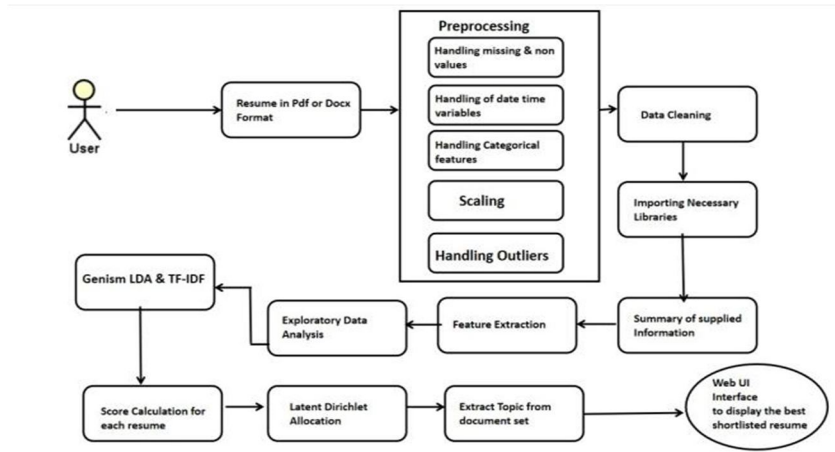 Preprocessing
Handling missing & non
values
Handling of date time
variables
Handling Categorical
features
Scaling
Handling Outliers
User
Resume in Pdf or Docx
Format
Data Cleaning
Importing Necessary
Libraries
Summary of supplied
Information
Feature Extraction
Exploratory Data
Analysis
Genism LDA & TF-IDF
Score Calculation for
each resume
Latent Dirichlet
Allocation
Extract Topic from
document set
Web UI
Interface
to display the best
shortlisted resume